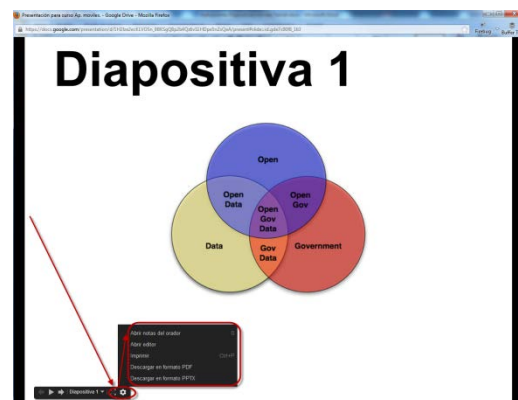 Presentación para curso Ap. móviles. - Google Drive - Mozilla Firefox
Diapositiva 1
Open
Open
Data
Open
Gov
Open
Gov
Data
Data
Gov
Data
Government
Abrir notas del orador
Abrir editor
Imprimir Ctrl+P
Descargar en formato PDF
Descargar en formato PPTX
Diapositiva 1